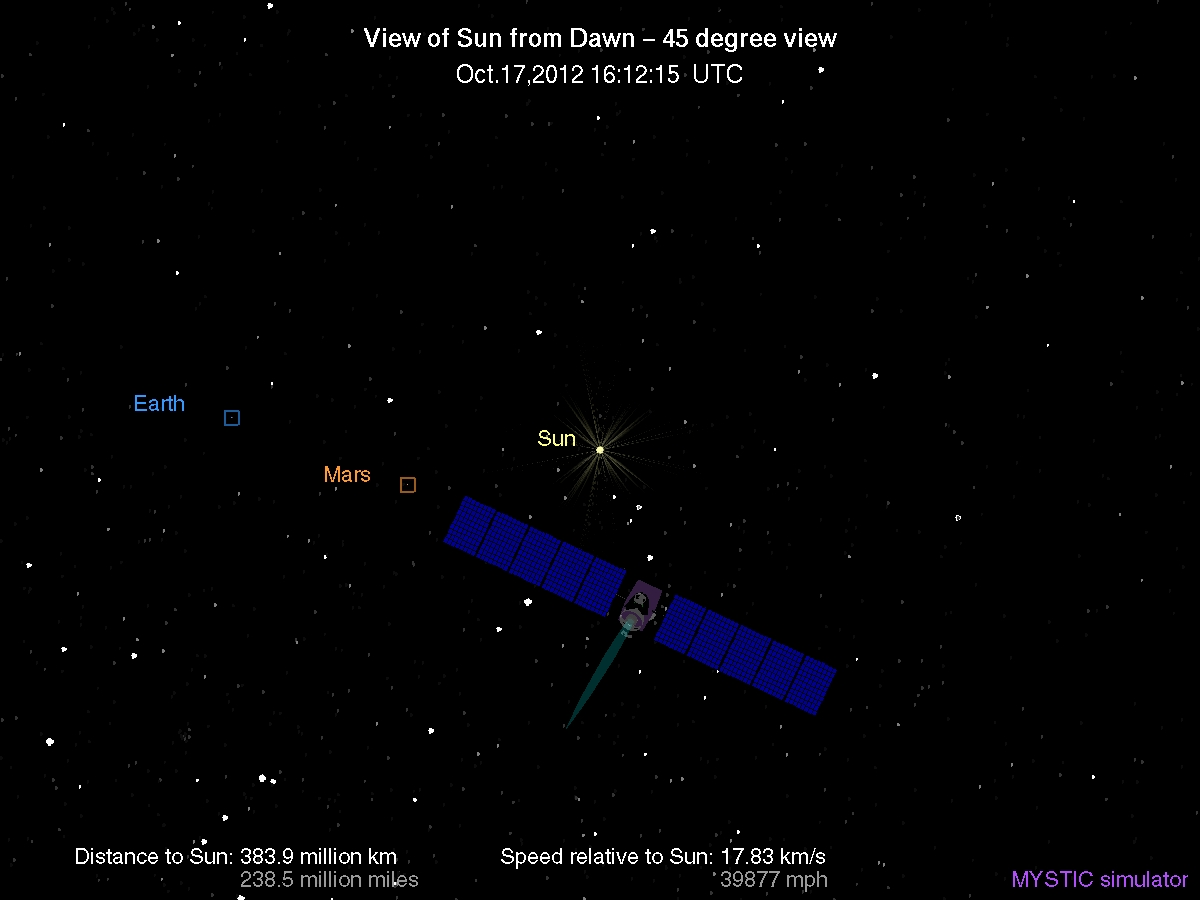 View of Sun from Dawn – 45 degree view
Oct.17,2012 16:12:15 UTC
Earth
Sun
Mars
Distance to Sun: 383.9 million km
238.5 million miles
Speed relative to Sun: 17.83 km/s
39877 mph
MYSTIC simulator